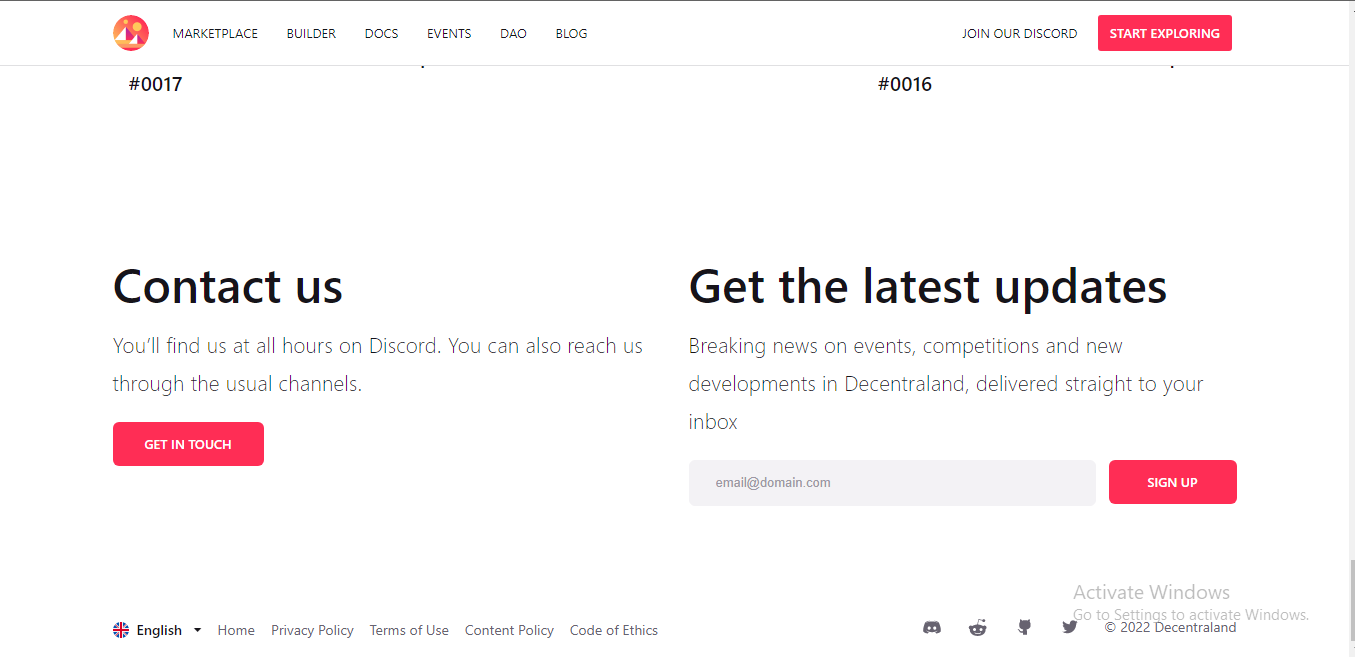 MARKETPLACE BUILDER DOCS EVENTS DAO BLOG JOIN OUR DISCORD START EXPLORING
#0017 #0016
Contact us
You’ll find us at all hours on Discord. You can also reach us
through the usual channels.
GET IN TOUCH
Get the latest updates
Breaking news on events, competitions and new
developments in Decentraland, delivered straight to your
inbox
email@domain.com SIGN UP
Activate Windows
Go to Settings to activate Windows.
English Home Privacy Policy Terms of Use Content Policy Code of Ethics © 2022 Decentraland